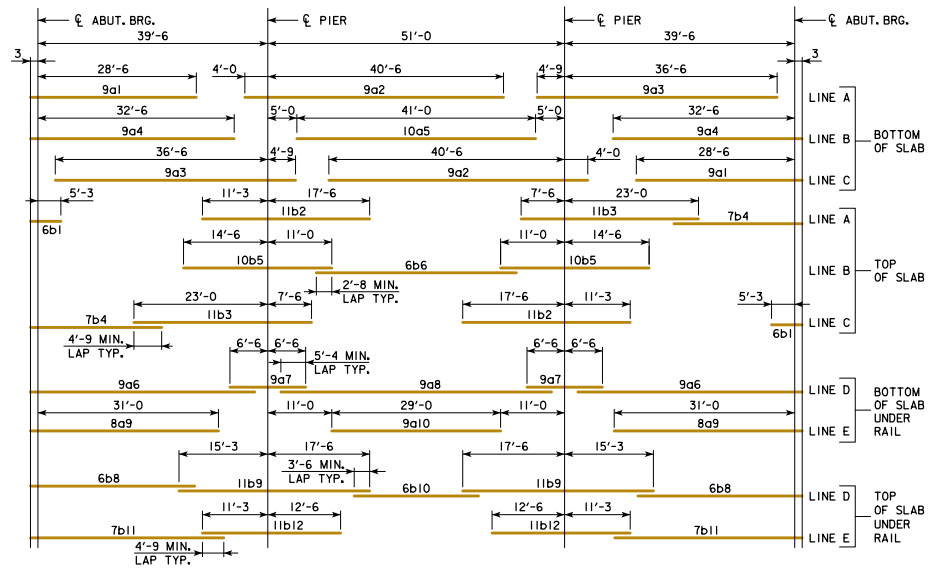 ℄ ABUT. BRG. ℄ PIER ℄ PIER ℄ ABUT. BRG.
39'-6 51'-0 39'-6
3 3
28'-6 4'-0 40'-6 4'-9 36'-6
9a1 9a2 9a3 LINE A
32'-6 5'-0 41'-0 5'-0 32'-6
9a4 10a5 9a4 LINE B
BOTTOM
OF SLAB
36'-6 4'-9 40'-6 4'-0 28'-6
9a3 9a2 9a1 LINE C
5'-3 11'-3 17'-6 7'-6 23'-0
6b1 11b2 11b3 7b4 LINE A
14'-6 11'-0 11'-0 14'-6
10b5 6b6 10b5 LINE B
TOP
OF SLAB
2'-8 MIN.
LAP TYP.
23'-0 7'-6 17'-6 11'-3 5'-3
7b4 11b3 11b2 6b1 LINE C
4'-9 MIN.
LAP TYP.
6'-6 6'-6 5'-4 MIN.
LAP TYP.
6'-6 6'-6
9a6 9a7 9a8 9a7 9a6 LINE D
31'-0 11'-0 29'-0 11'-0 31'-0
8a9 9a10 8a9 LINE E
BOTTOM
OF SLAB
UNDER
RAIL
15'-3 17'-6 17'-6 15'-3
3'-6 MIN.
LAP TYP.
6b8 11b9 6b10 11b9 6b8 LINE D
11'-3 12'-6 12'-6 11'-3
7b11 11b12 11b12 7b11 LINE E
TOP
OF SLAB
UNDER
RAIL
4'-9 MIN.
LAP TYP.